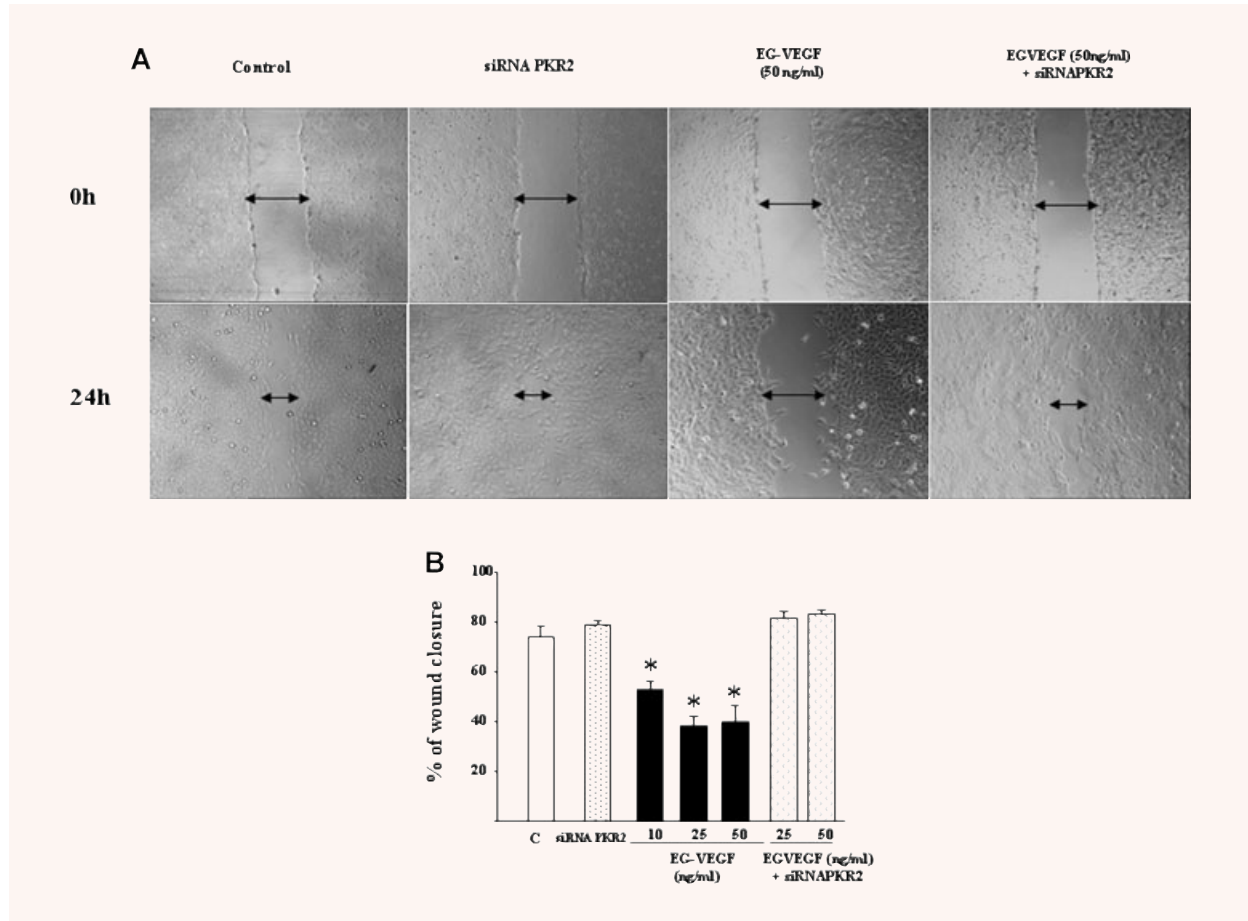 A
Control
siRNA PKR2
EG-VEGF
(50 ng/ml)
EGVEGF (50ng/ml)
+ siRNAPKR2
0h
24h
B
% of wound closure
100
80
60
40
20
*
*
*
C
siRNA PKR2
10
25
50
25
50
EG-VEGF
(ng/ml)
EGVEGF (ng/ml)
+ siRNAPKR2